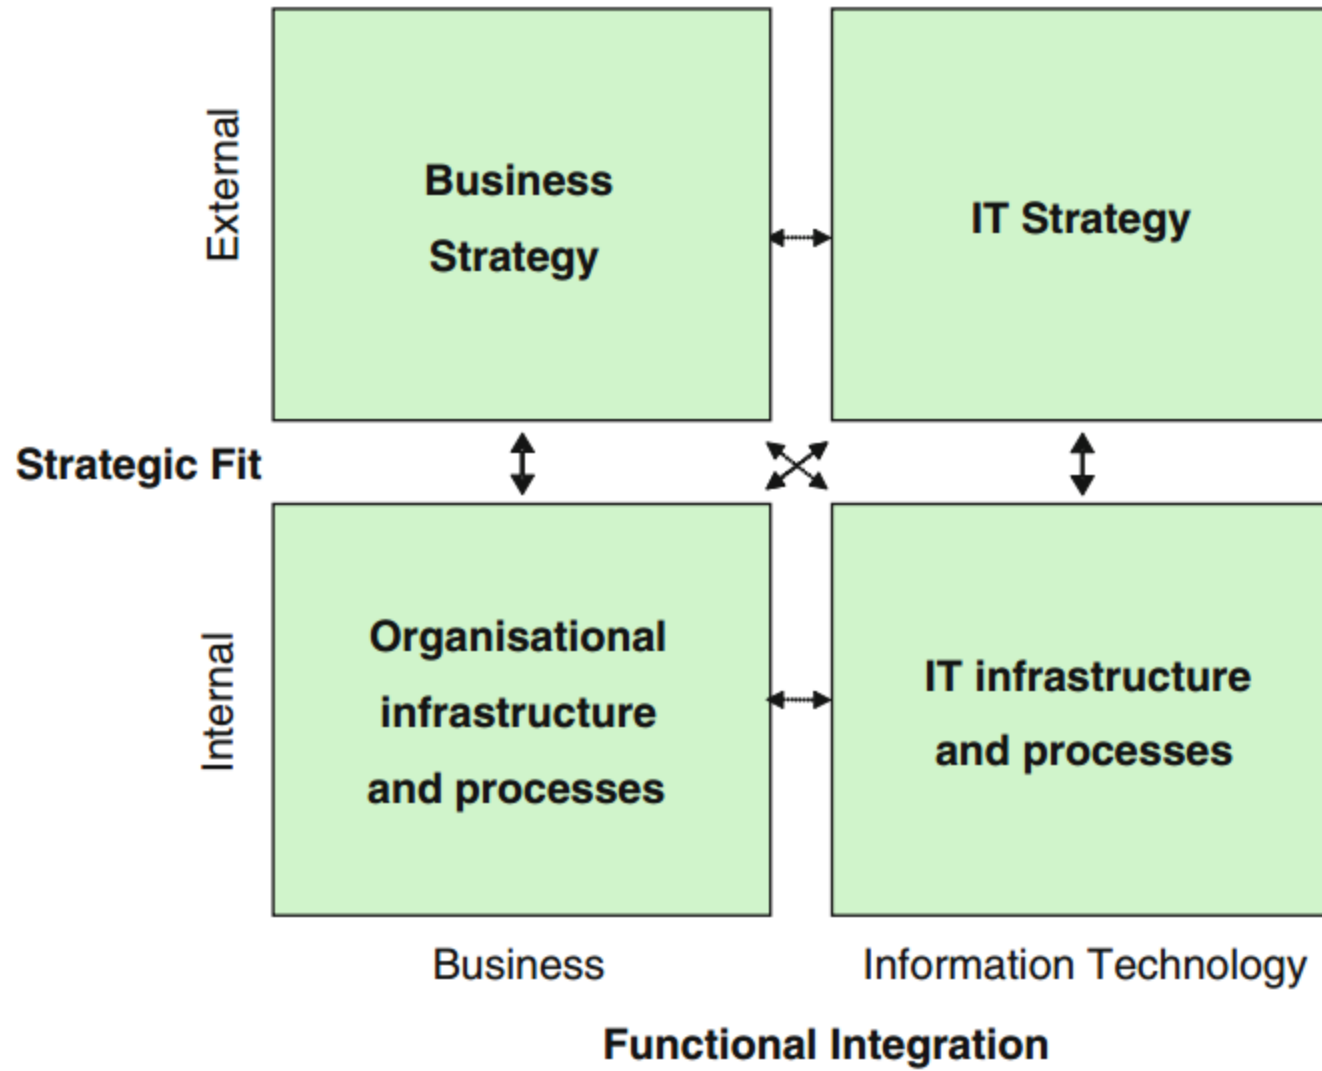 External
Business
Strategy
IT Strategy
Strategic Fit
Internal
Organisational
infrastructure
and processes
IT infrastructure
and processes
Business
Information Technology
Functional Integration